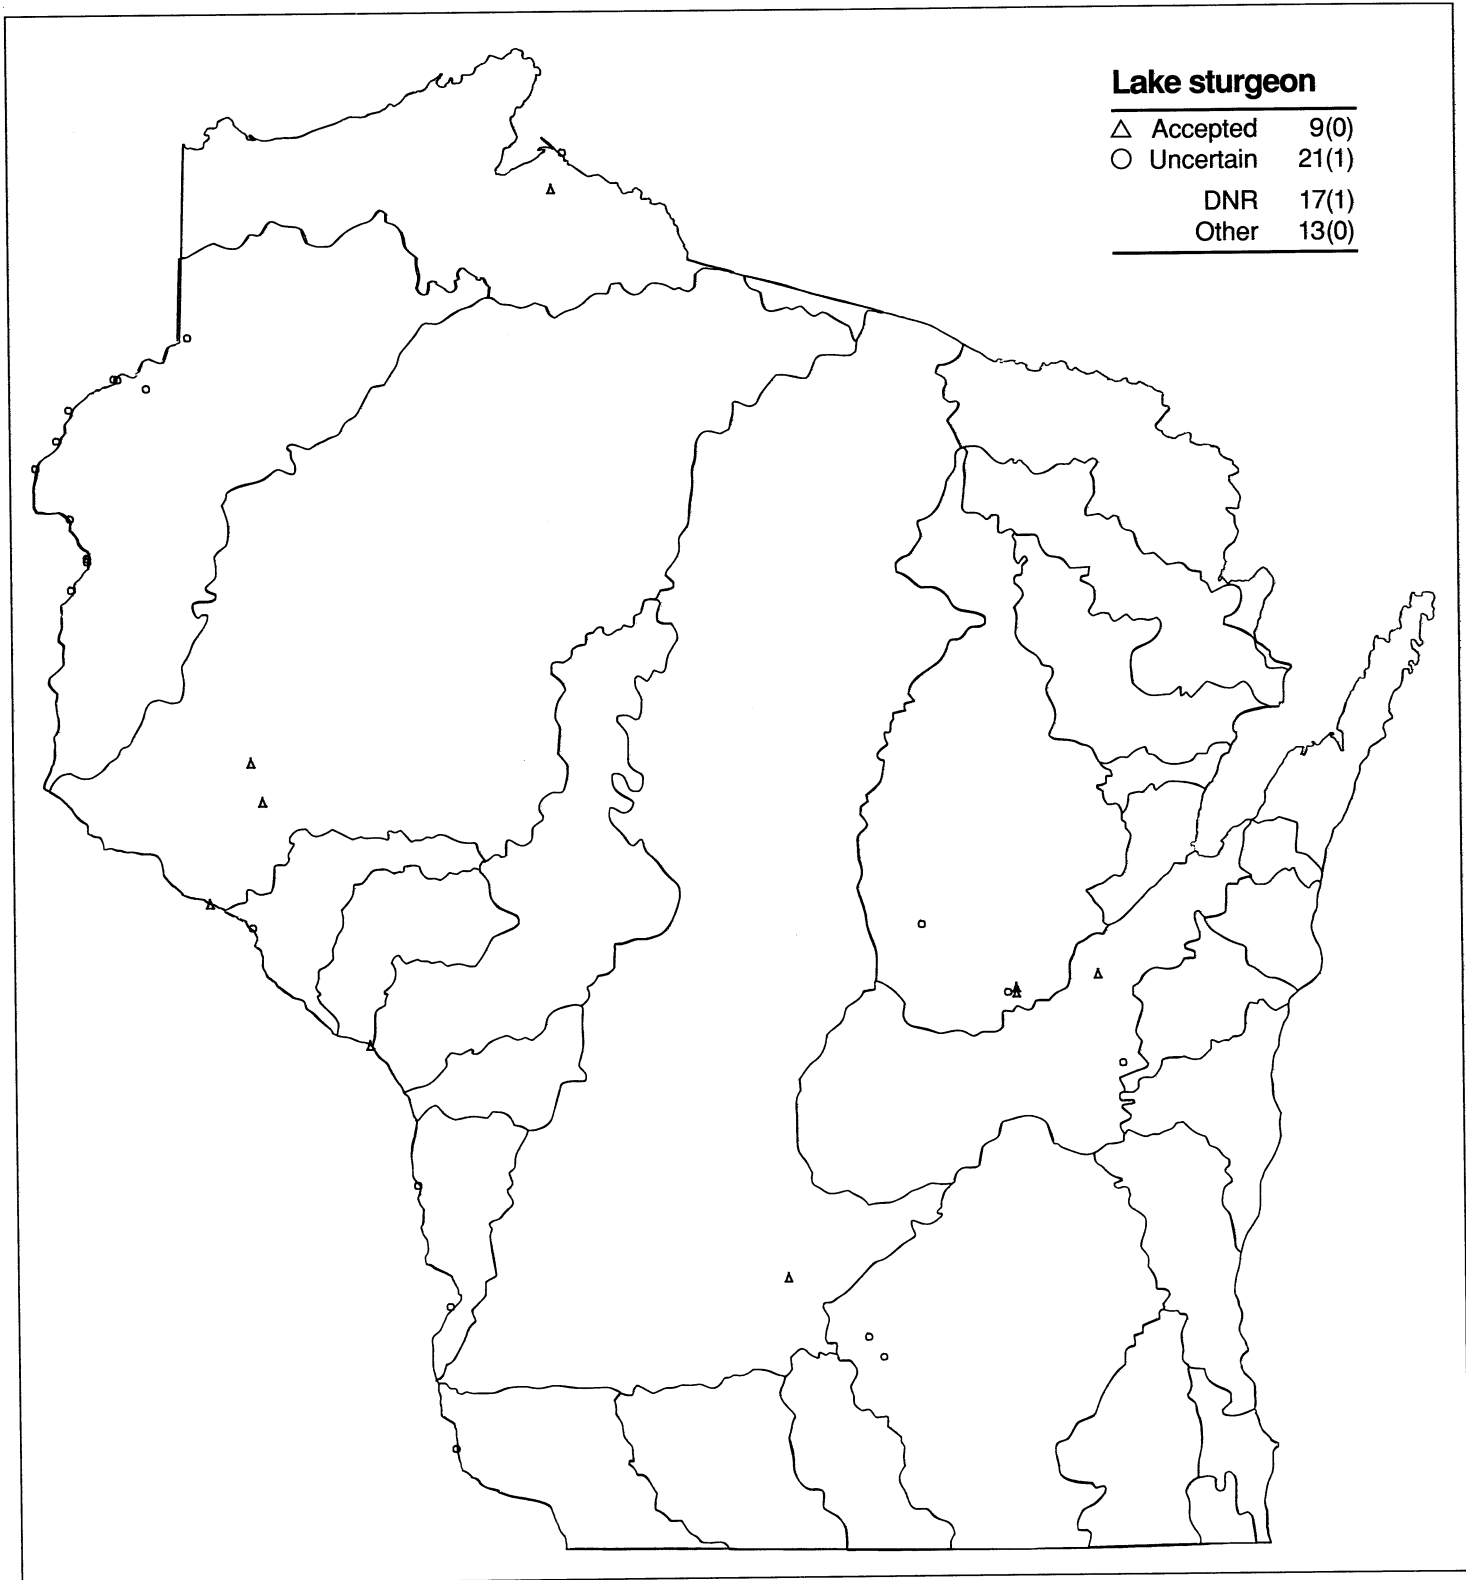 Lake sturgeon
△ Accepted 9(0)
○ Uncertain 21(1)
DNR 17(1)
Other 13(0)